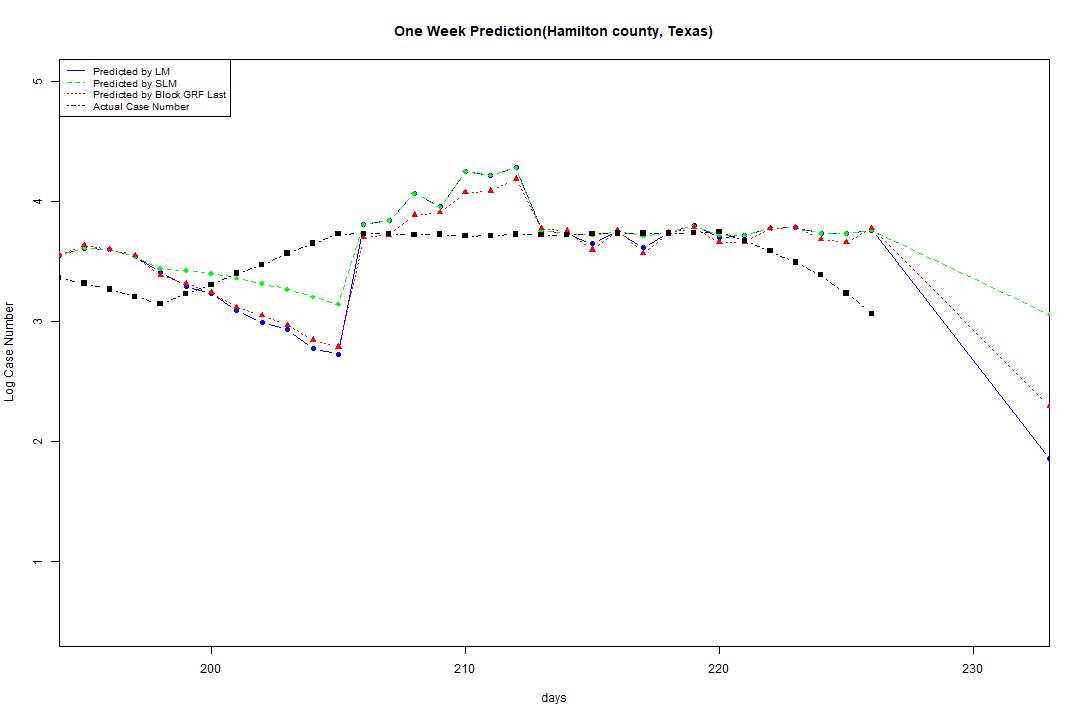 One Week Prediction(Hamilton county, Texas)
Predicted by LM
Predicted by SLM
Predicted by Block GRF Last
Actual Case Number
5
4
3
2
1
Log Case Number
200 210 220 230
days